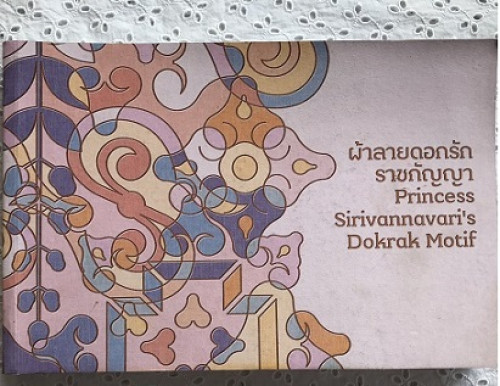 ผ้าลายดอกรัก
ราชกัญญา
Princess
Sirivannavari's
Dokrak Motif